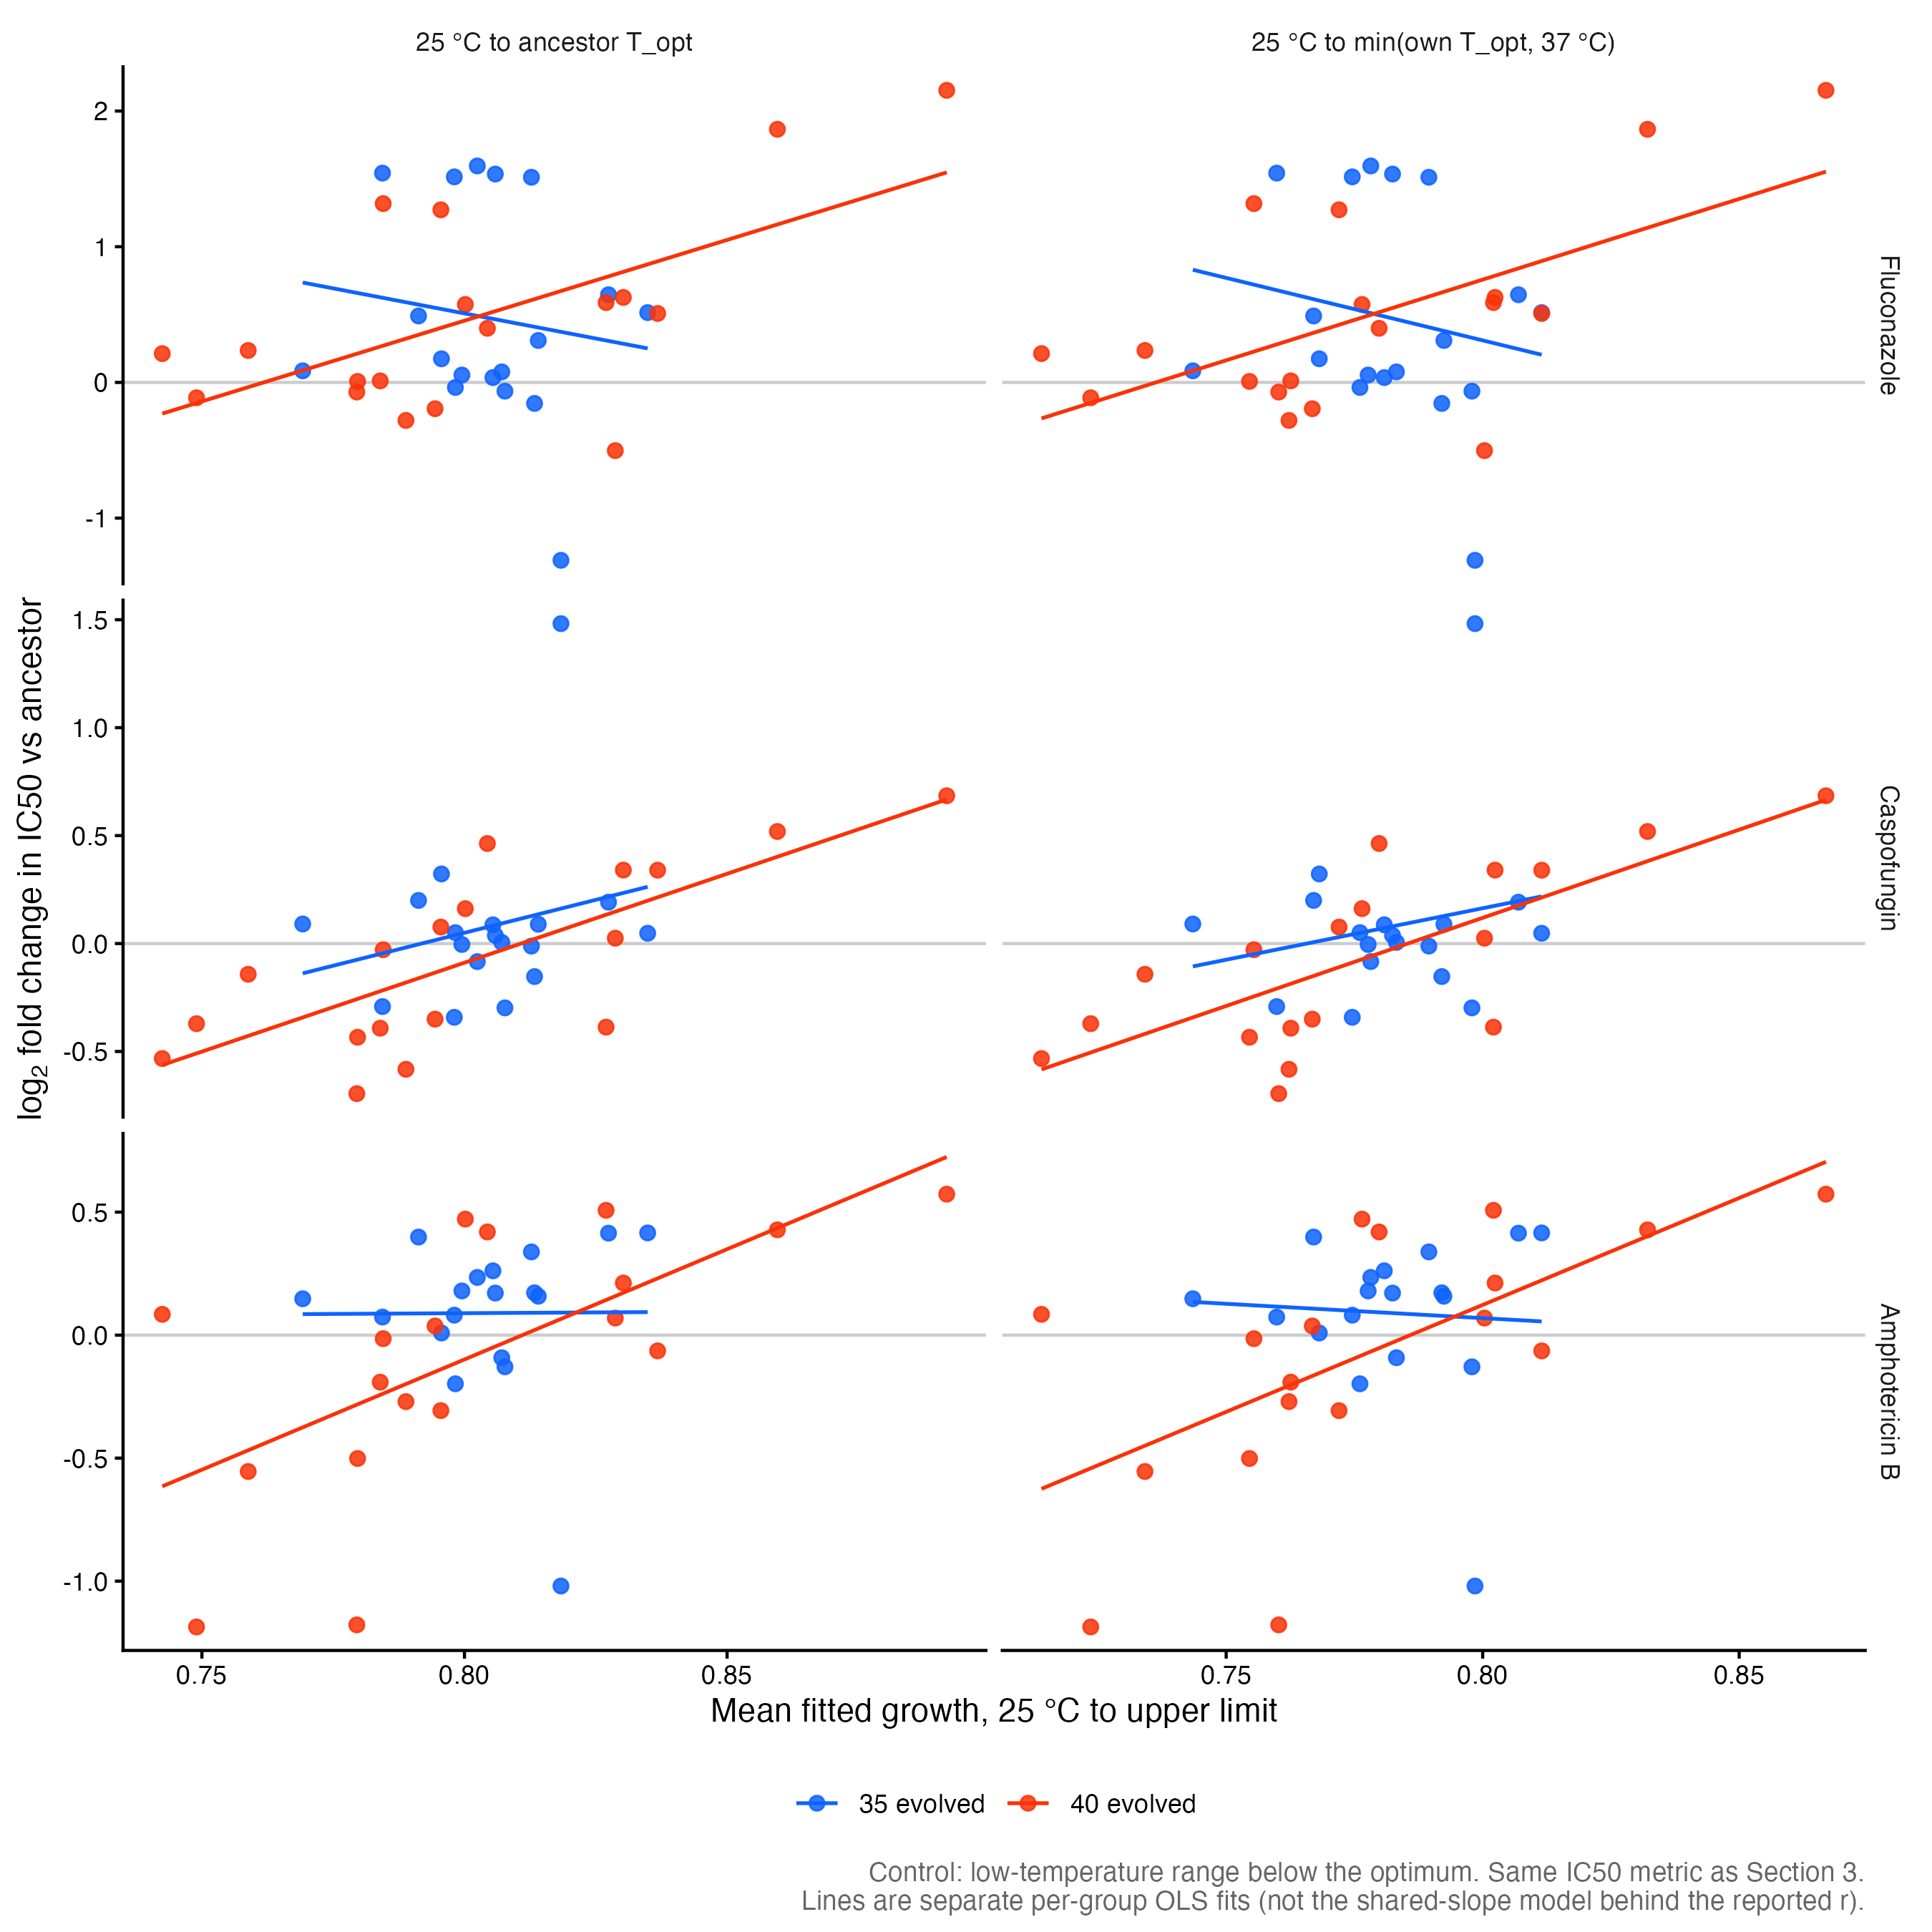 25 °C to ancestor T_opt
25 °C to min(own T_opt, 37 °C)
2
1
0
-1
Fluconazole
log₂ fold change in IC50 vs ancestor
1.5
1.0
0.5
0.0
-0.5
Caspofungin
0.5
0.0
-0.5
-1.0
Amphotericin B
0.75 0.80 0.85
0.75 0.80 0.85
Mean fitted growth, 25 °C to upper limit
35 evolved
40 evolved
Control: low-temperature range below the optimum. Same IC50 metric as Section 3.
Lines are separate per-group OLS fits (not the shared-slope model behind the reported r).